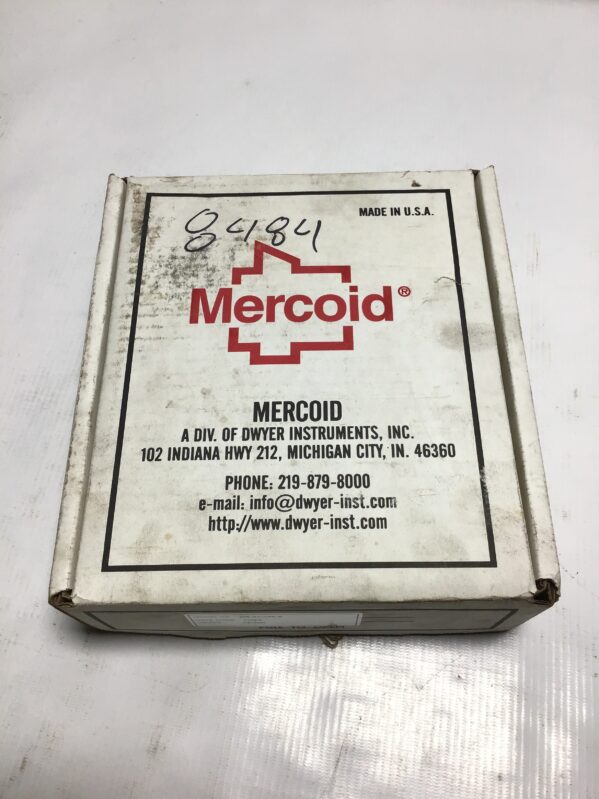 MADE IN U.S.A.
8484
Mercoid®
MERCOID
A DIV. OF DWYER INSTRUMENTS, INC.
102 INDIANA HWY 212, MICHIGAN CITY, IN. 46360
PHONE: 219-879-8000
e-mail: info@dwyer-inst.com
http://www.dwyer-inst.com